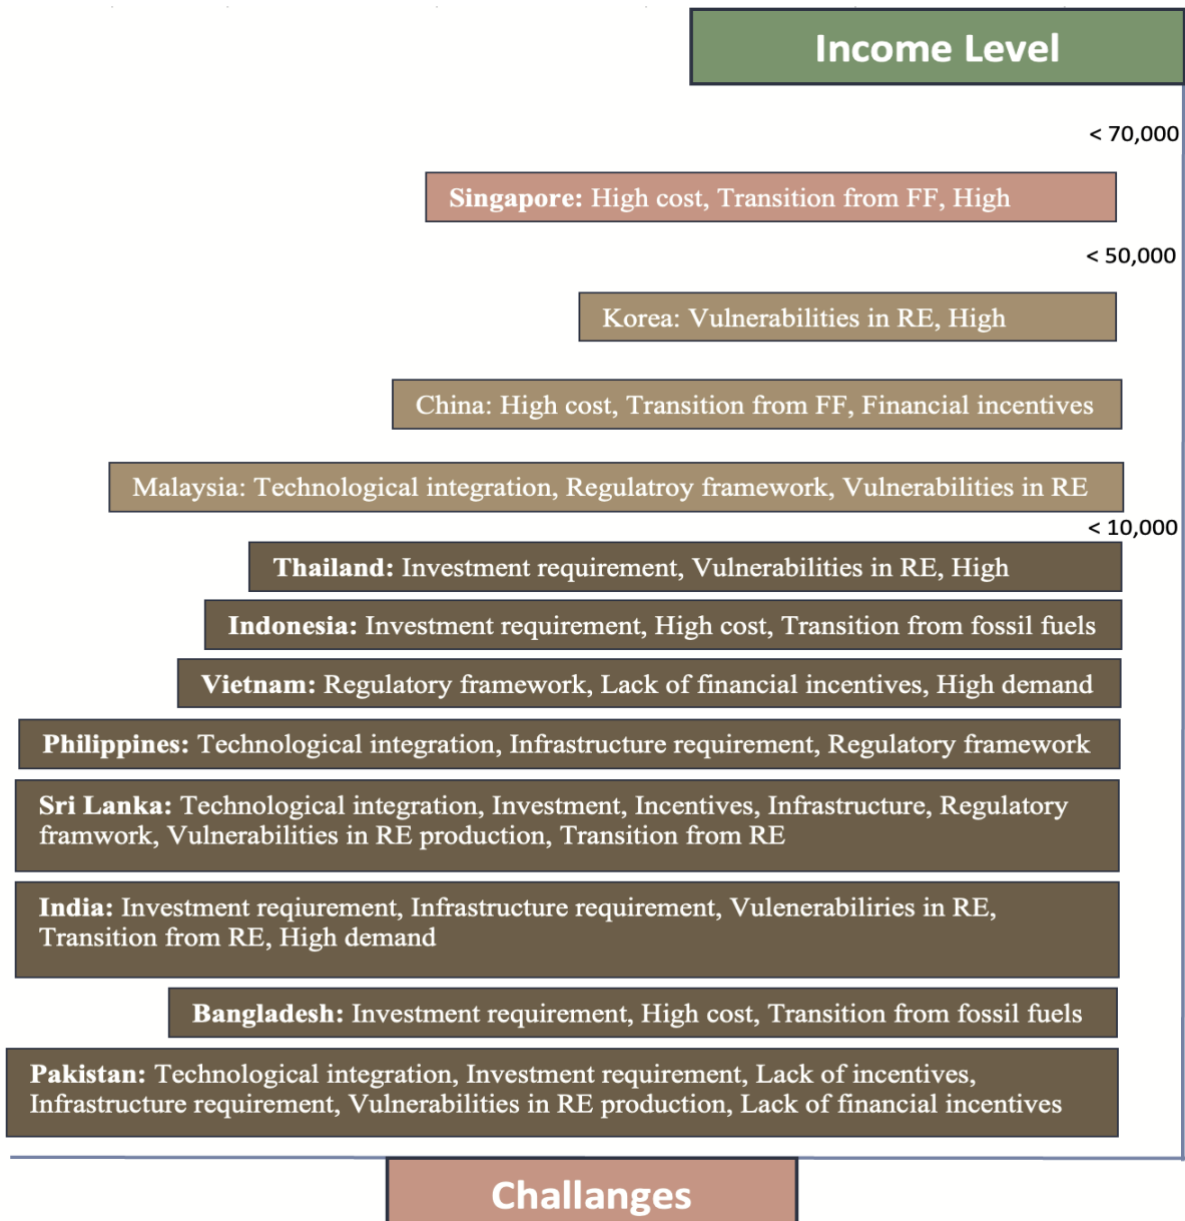 Income Level
< 70,000
Singapore: High cost, Transition from FF, High
< 50,000
Korea: Vulnerabilities in RE, High
China: High cost, Transition from FF, Financial incentives
Malaysia: Technological integration, Regulatroy framework, Vulnerabilities in RE
< 10,000
Thailand: Investment requirement, Vulnerabilities in RE, High
Indonesia: Investment requirement, High cost, Transition from fossil fuels
Vietnam: Regulatory framework, Lack of financial incentives, High demand
Philippines: Technological integration, Infrastructure requirement, Regulatory framework
Sri Lanka: Technological integration, Investment, Incentives, Infrastructure, Regulatory
framwork, Vulnerabilities in RE production, Transition from RE
India: Investment reqiurement, Infrastructure requirement, Vulenerabiliries in RE,
Transition from RE, High demand
Bangladesh: Investment requirement, High cost, Transition from fossil fuels
Pakistan: Technological integration, Investment requirement, Lack of incentives,
Infrastructure requirement, Vulnerabilities in RE production, Lack of financial incentives
Challanges